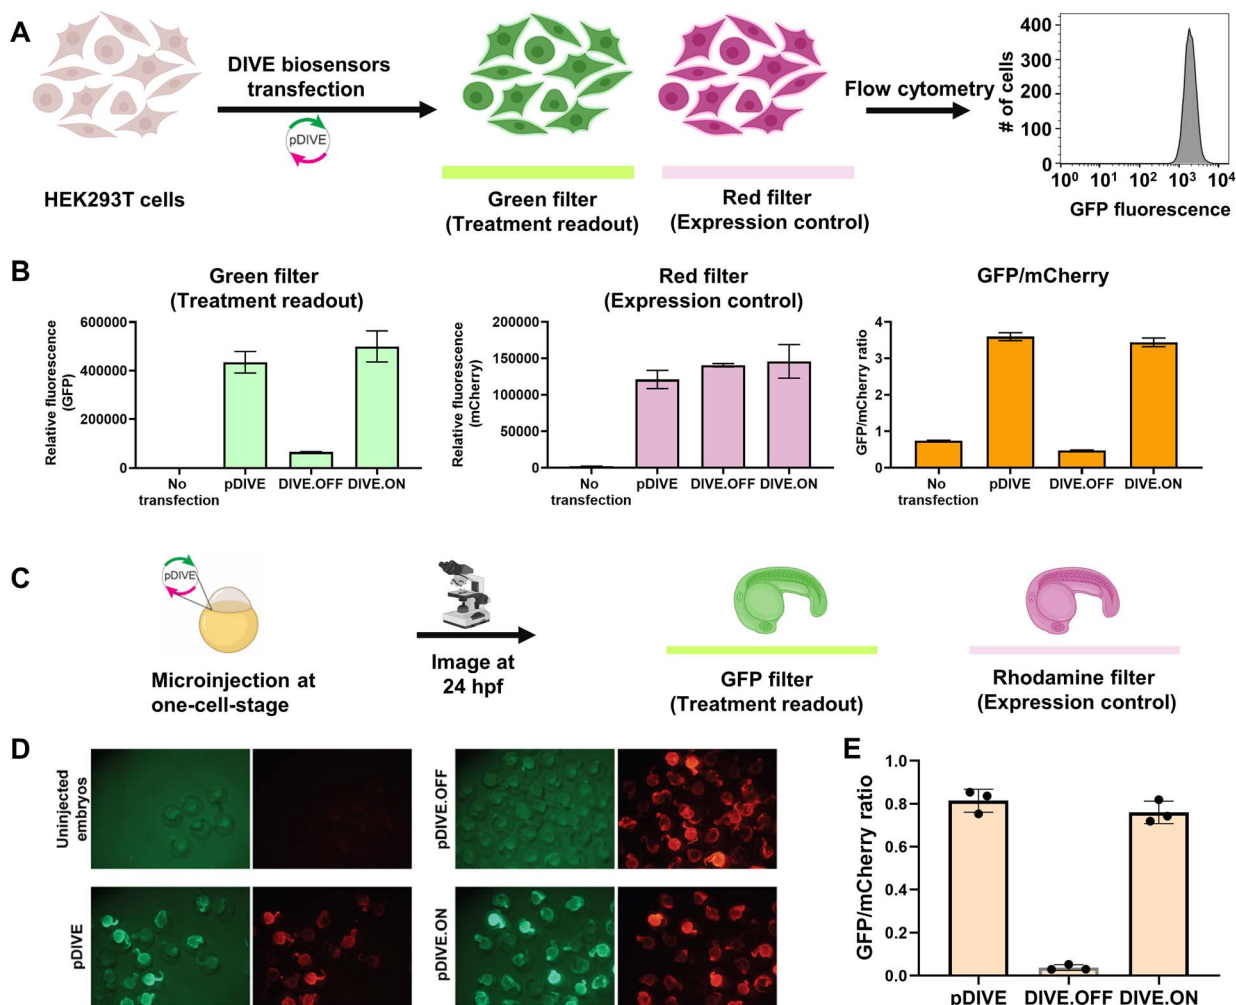 A
HEK293T cells
DIVE biosensors
transfection
pDIVE
Green filter
(Treatment readout)
Red filter
(Expression control)
Flow cytometry
# of cells
400
300
200
100
0
10⁰ 10¹ 10² 10³ 10⁴
GFP fluorescence
B
Green filter
(Treatment readout)
Relative fluorescence
(GFP)
600000
400000
200000
0
No
transfection
pDIVE
DIVE.OFF
DIVE.ON
Red filter
(Expression control)
Relative fluorescence
(mCherry)
200000
150000
100000
50000
0
No
transfection
pDIVE
DIVE.OFF
DIVE.ON
GFP/mCherry
GFP/mCherry ratio
4
3
2
1
0
No
transfection
pDIVE
DIVE.OFF
DIVE.ON
C
pDIVE
Microinjection at
one-cell-stage
Image at
24 hpf
GFP filter
(Treatment readout)
Rhodamine filter
(Expression control)
D
Uninjected
embryos
pDIVE.OFF
pDIVE
pDIVE.ON
E
GFP/mCherry ratio
1.0
0.8
0.6
0.4
0.2
0.0
pDIVE
DIVE.OFF
DIVE.ON